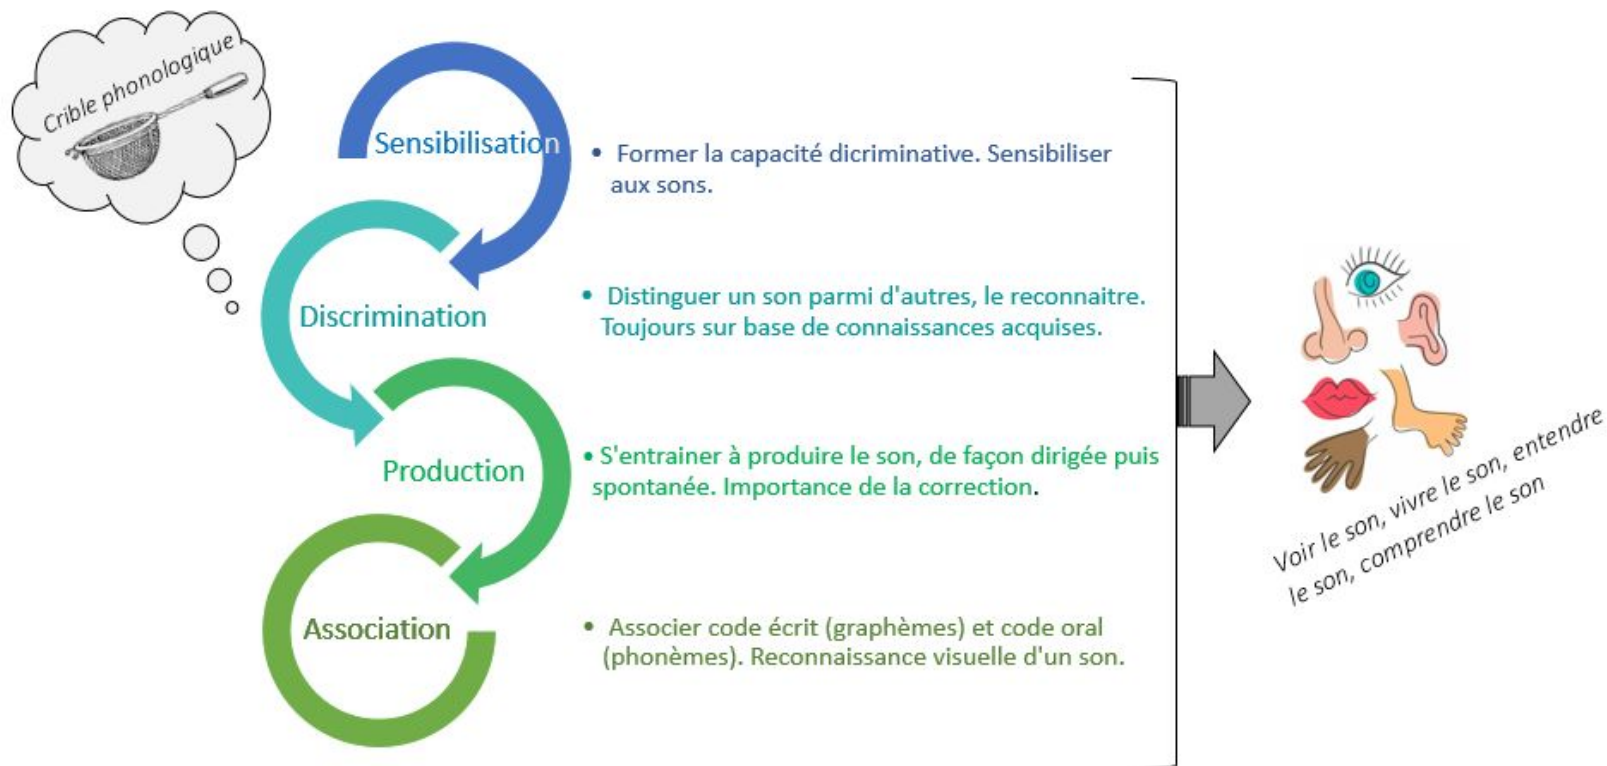 Crible phonologique
Sensibilisation
• Former la capacité dicriminative. Sensibiliser
aux sons.
Discrimination
• Distinguer un son parmi d'autres, le reconnaitre.
Toujours sur base de connaissances acquises.
Production
• S'entrainer à produire le son, de façon dirigée puis
spontanée. Importance de la correction.
Association
• Associer code écrit (graphèmes) et code oral
(phonèmes). Reconnaissance visuelle d'un son.
Voir le son, vivre le son, entendre
le son, comprendre le son